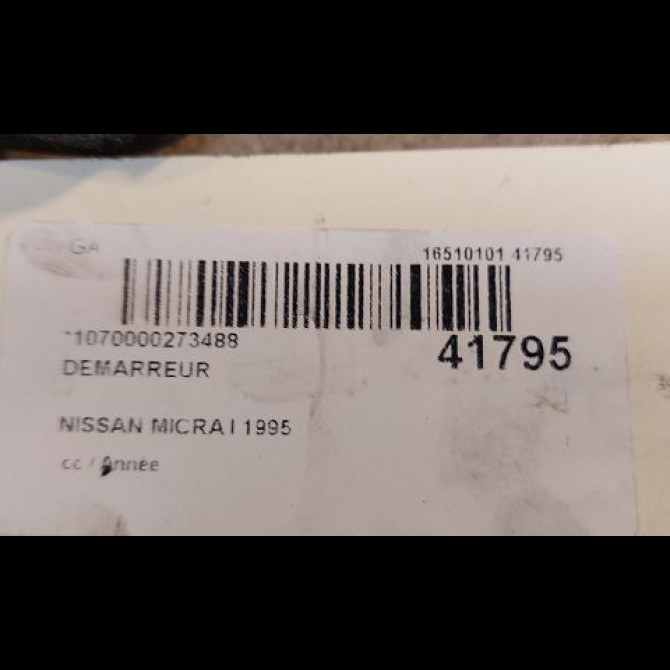 16510101 41795
1070000273488
41795
DEMARREUR
NISSAN MICRA I 1995
cc / Année